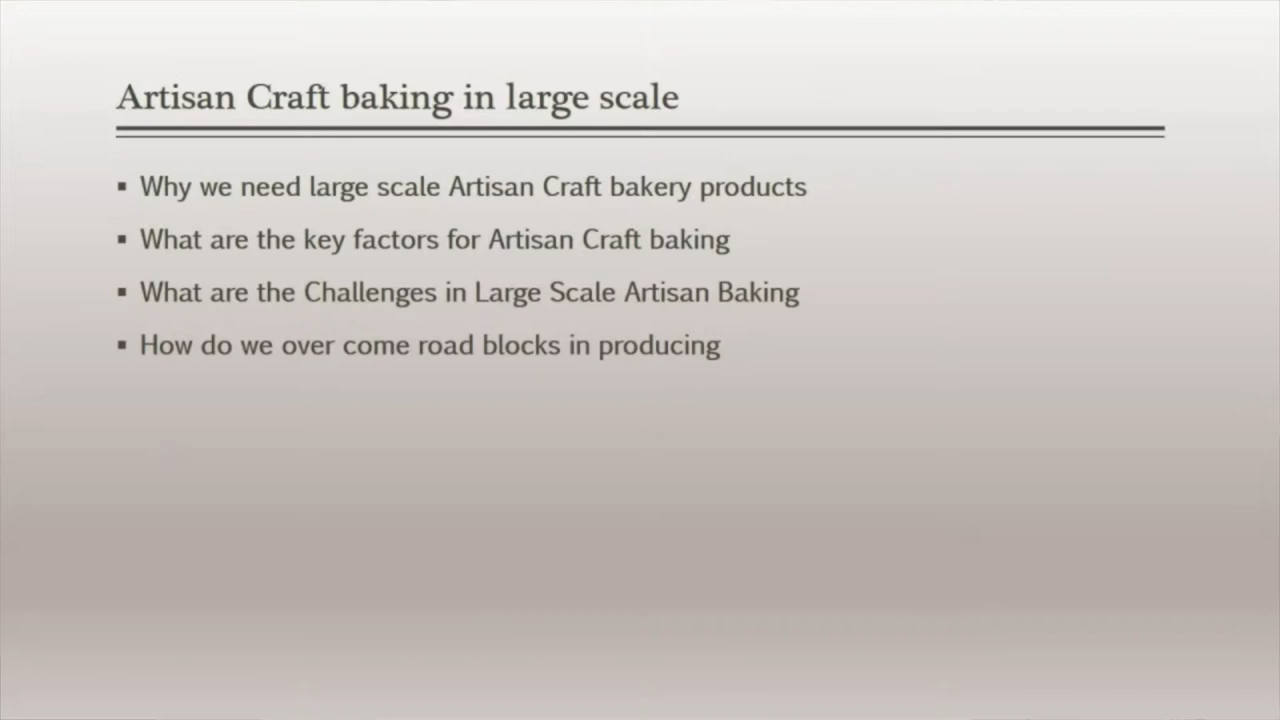 Artisan Craft baking in large scale
▪ Why we need large scale Artisan Craft bakery products
▪ What are the key factors for Artisan Craft baking
▪ What are the Challenges in Large Scale Artisan Baking
▪ How do we over come road blocks in producing